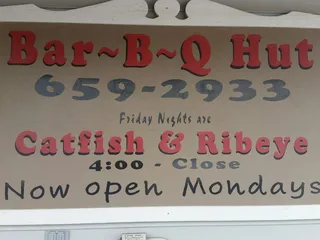 Bar~B~Q Hut
659-2933
Friday Nights are
Catfish & Ribeye
4:00 - Close
Now open Mondays